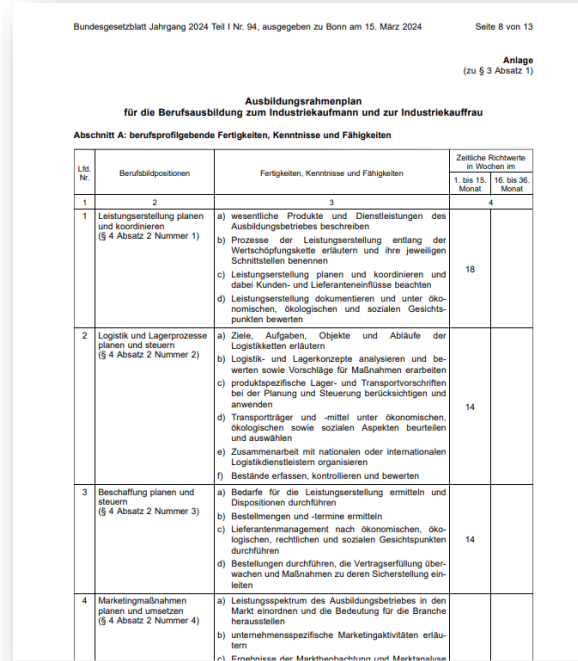 Bundesgesetzblatt Jahrgang 2024 Teil I Nr. 94, ausgegeben zu Bonn am 15. März 2024 Seite 8 von 13
Anlage
(zu § 3 Absatz 1)
Ausbildungsrahmenplan
für die Berufsausbildung zum Industriekaufmann und zur Industriekauffrau
Abschnitt A: berufsprofilgebende Fertigkeiten, Kenntnisse und Fähigkeiten
Lfd.
Nr.
Berufsbildpositionen
Fertigkeiten, Kenntnisse und Fähigkeiten
Zeitliche Richtwerte
in Wochen im
1. bis 15.
Monat
16. bis 36.
Monat
1 2 3 4
1
Leistungserstellung planen
und koordinieren
(§ 4 Absatz 2 Nummer 1)
a) wesentliche Produkte und Dienstleistungen des
Ausbildungsbetriebes beschreiben
b) Prozesse der Leistungserstellung entlang der
Wertschöpfungskette erläutern und ihre jeweiligen
Schnittstellen benennen
c) Leistungserstellung planen und koordinieren und
dabei Kunden- und Lieferanteneinflüsse beachten
d) Leistungserstellung dokumentieren und unter öko-
nomischen, ökologischen und sozialen Gesichts-
punkten bewerten
18
2
Logistik und Lagerprozesse
planen und steuern
(§ 4 Absatz 2 Nummer 2)
a) Ziele, Aufgaben, Objekte und Abläufe der
Logistikketten erläutern
b) Logistik- und Lagerkonzepte analysieren und be-
werten sowie Vorschläge für Maßnahmen erarbeiten
c) produktspezifische Lager- und Transportvorschriften
bei der Planung und Steuerung berücksichtigen und
anwenden
d) Transportträger und -mittel unter ökonomischen,
ökologischen sowie sozialen Aspekten beurteilen
und auswählen
e) Zusammenarbeit mit nationalen oder internationalen
Logistikdienstleistern organisieren
f) Bestände erfassen, kontrollieren und bewerten
14
3
Beschaffung planen und
steuern
(§ 4 Absatz 2 Nummer 3)
a) Bedarfe für die Leistungserstellung ermitteln und
Dispositionen durchführen
b) Bestellmengen und -termine ermitteln
c) Lieferantenmanagement nach ökonomischen, öko-
logischen, rechtlichen und sozialen Gesichtspunkten
durchführen
d) Bestellungen durchführen, die Vertragserfüllung über-
wachen und Maßnahmen zu deren Sicherstellung ein-
leiten
14
4
Marketingmaßnahmen
planen und umsetzen
(§ 4 Absatz 2 Nummer 4)
a) Leistungsspektrum des Ausbildungsbetriebes in den
Markt einordnen und die Bedeutung für die Branche
herausstellen
b) unternehmensspezifische Marketingaktivitäten erläu-
tern
c) Ergebnisse der Marktbeobachtung und Marktanalyse